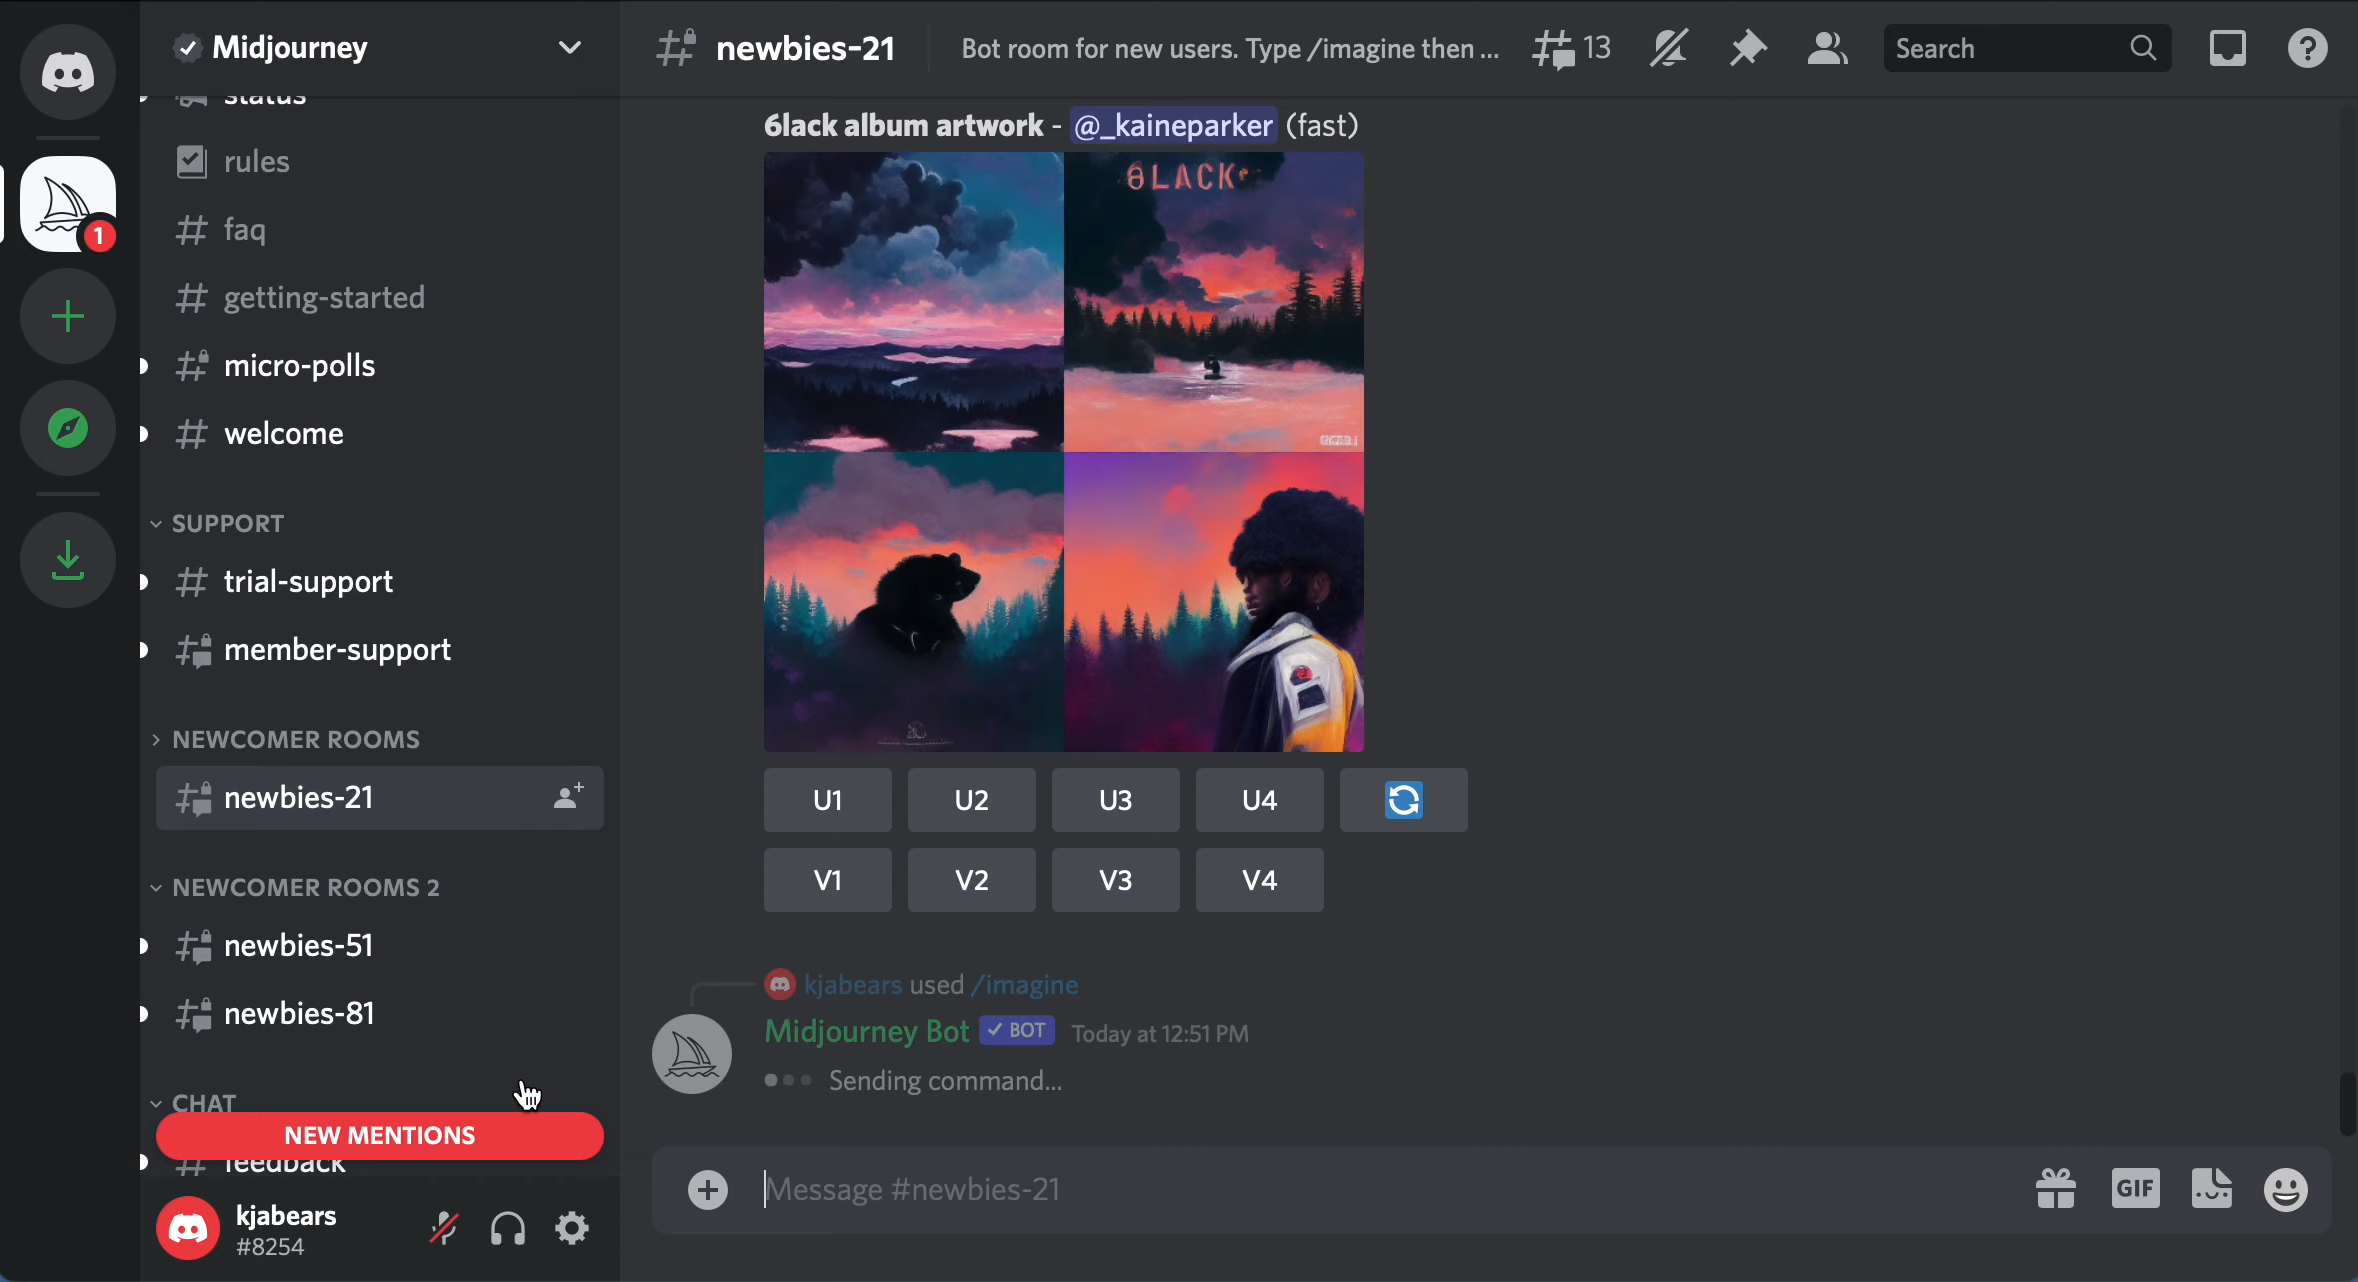 Midjourney
newbies-21
Bot room for new users. Type /imagine then ...
13
Search
status
rules
faq
getting-started
micro-polls
welcome
SUPPORT
trial-support
member-support
NEWCOMER ROOMS
newbies-21
NEWCOMER ROOMS 2
newbies-51
newbies-81
CHAT
NEW MENTIONS
feedback
kjabears
#8254
1
6lack album artwork - @_kaineparker (fast)
6LACK
U1 U2 U3 U4
V1 V2 V3 V4
kjabears used /imagine
Midjourney Bot BOT Today at 12:51 PM
Sending command...
Message #newbies-21
GIF